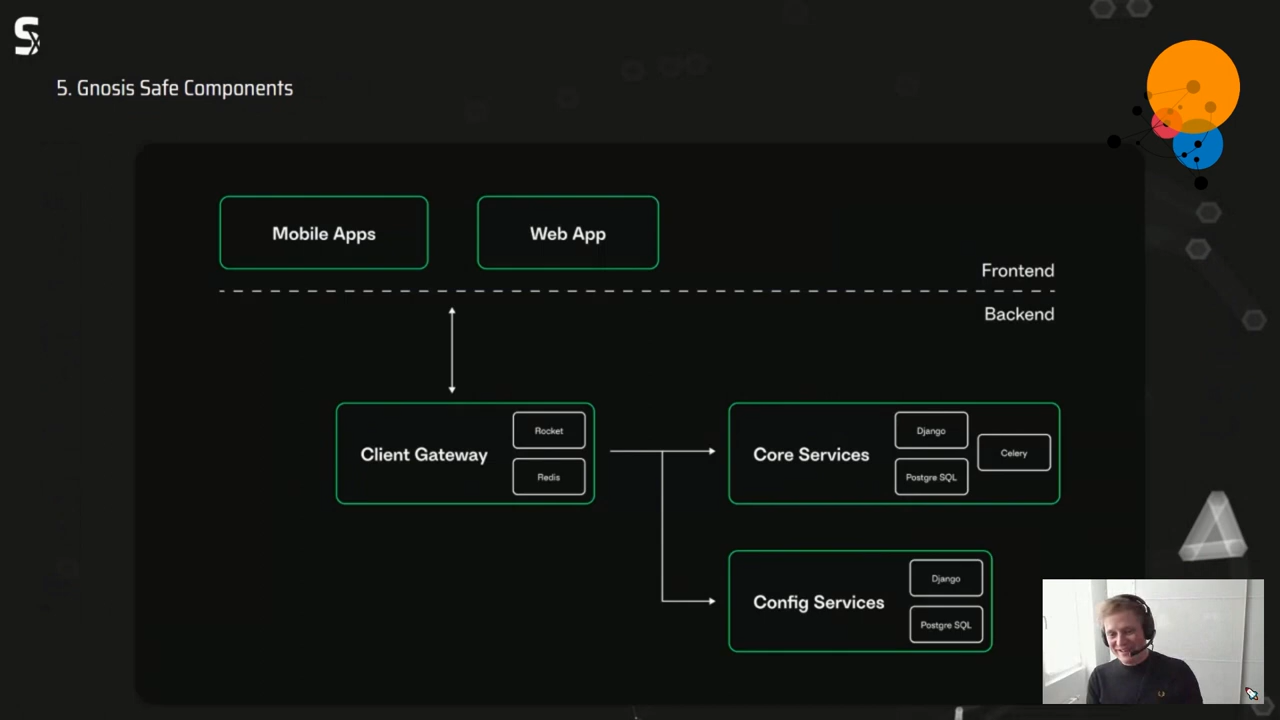 5. Gnosis Safe Components
Mobile Apps
Web App
Frontend
Backend
Client Gateway
Rocket
Redis
Core Services
Django
Postgre SQL
Celery
Config Services
Django
Postgre SQL